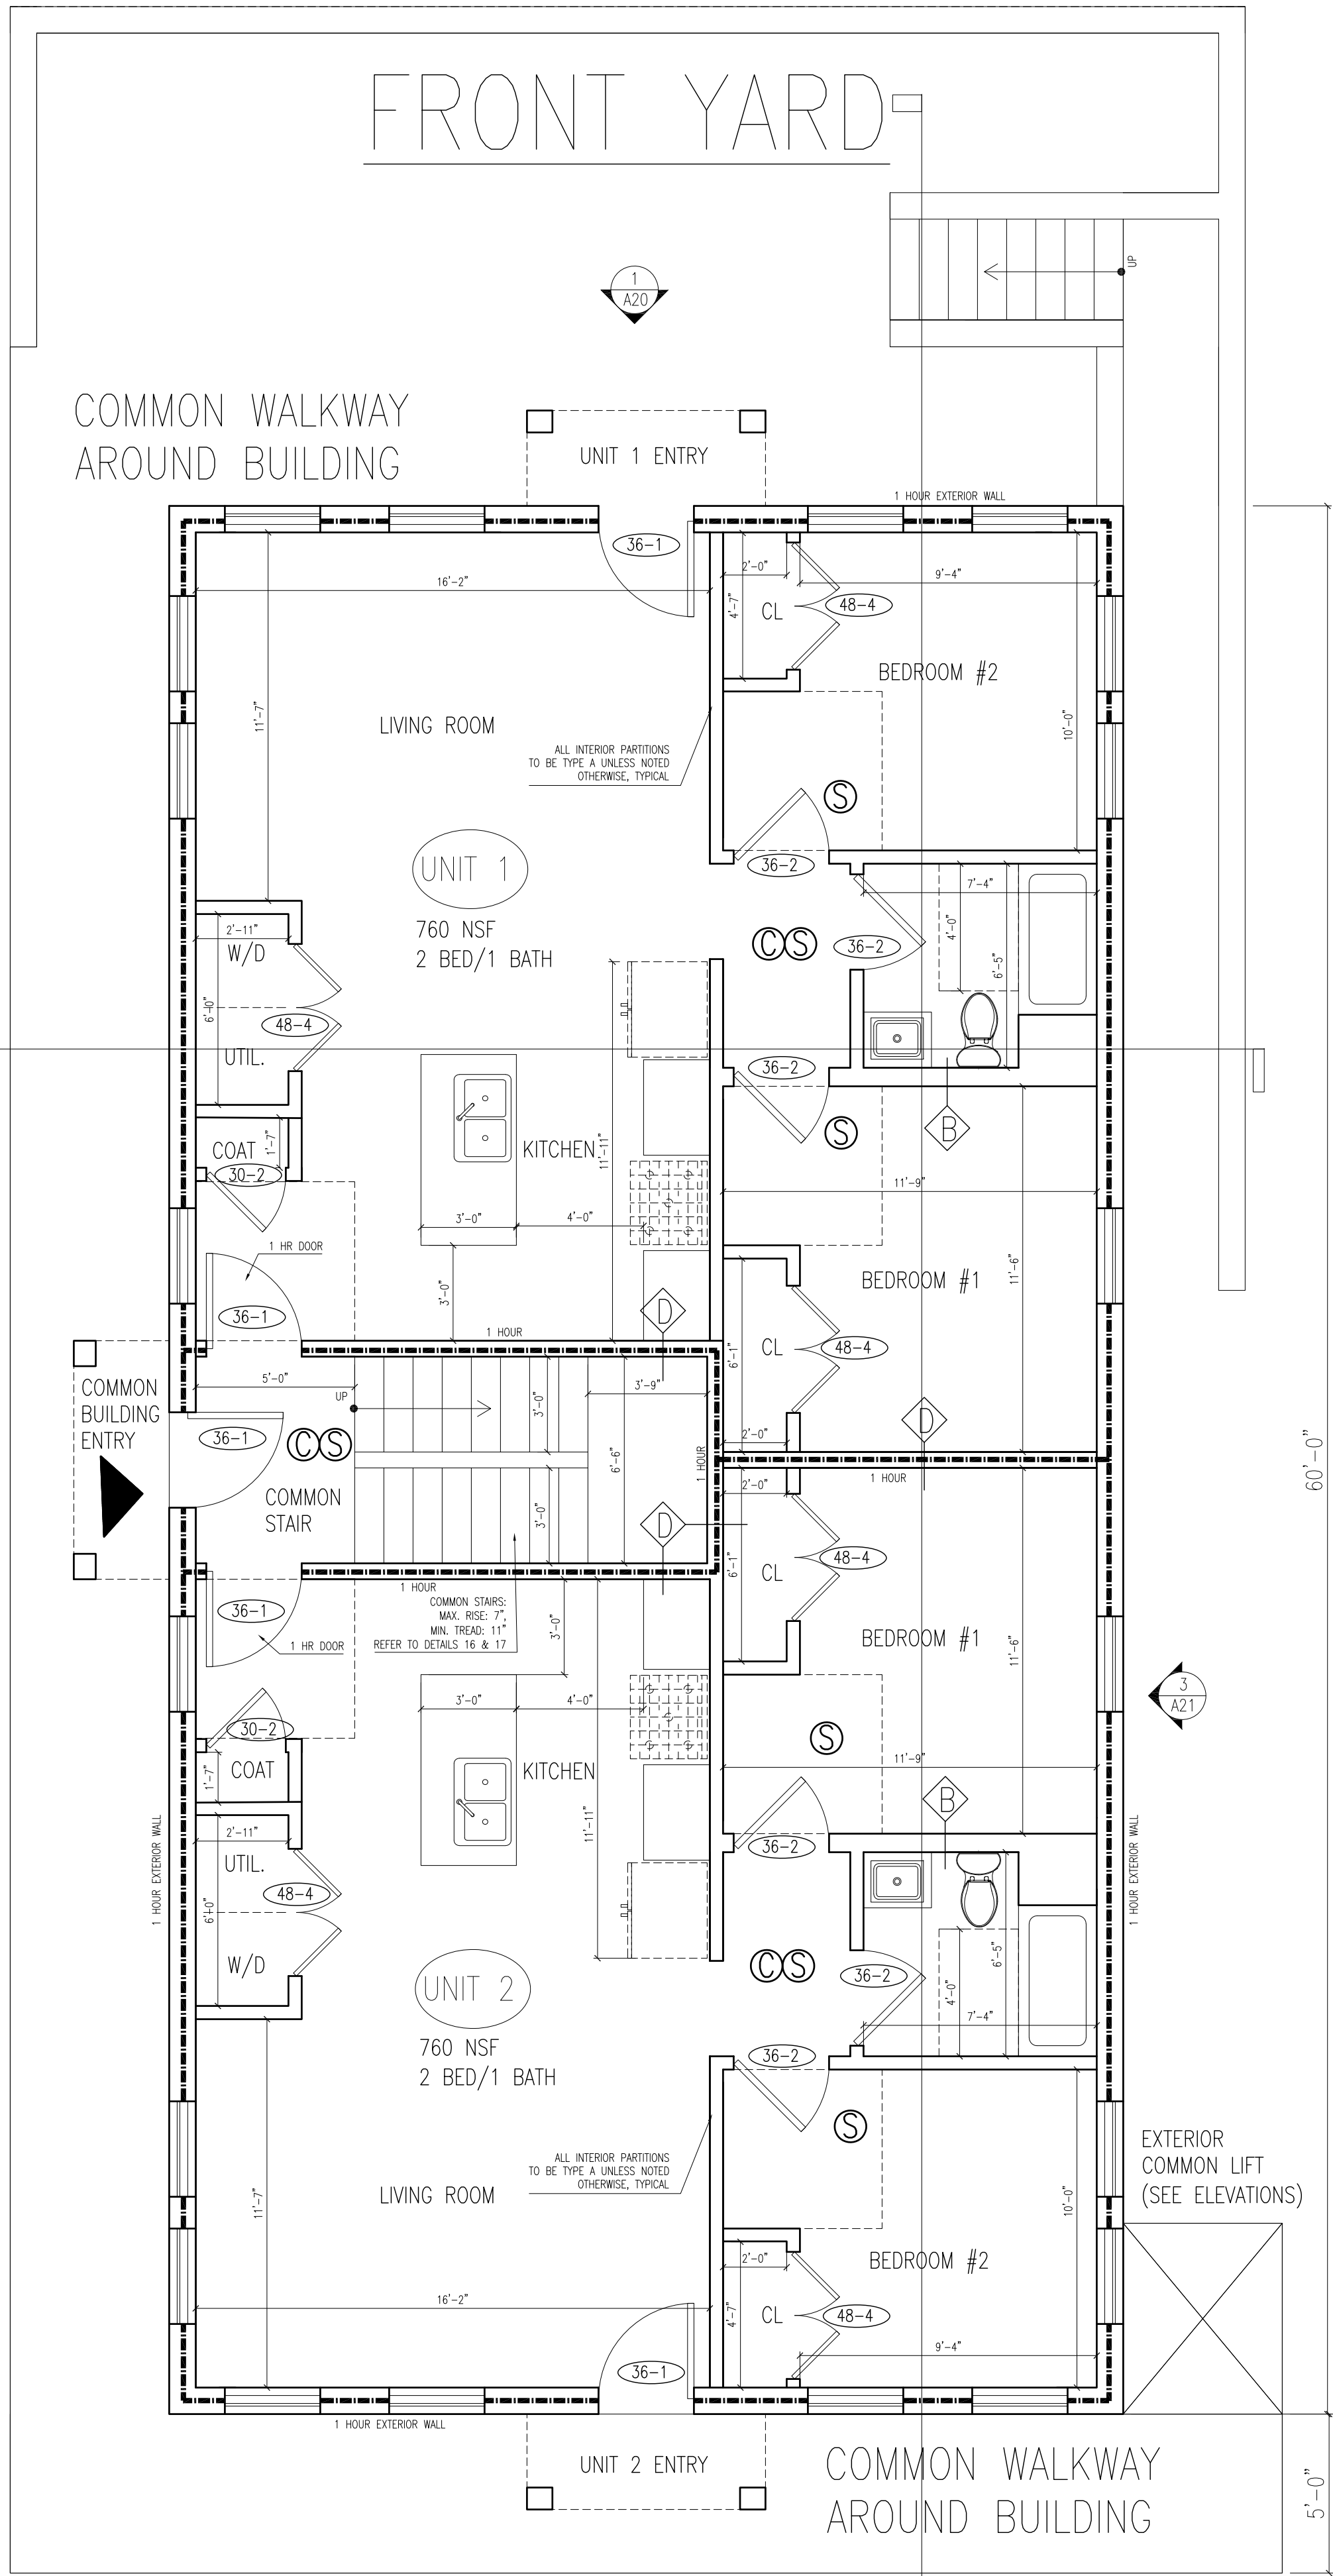 FRONT YARD
UP
1
A20
COMMON WALKWAY
AROUND BUILDING
UNIT 1 ENTRY
1 HOUR EXTERIOR WALL
36-1
16'-2"
2'-0"
9'-4"
4'-7"
CL
48-4
BEDROOM #2
11'-7"
LIVING ROOM
10'-0"
ALL INTERIOR PARTITIONS
TO BE TYPE A UNLESS NOTED
OTHERWISE, TYPICAL
S
UNIT 1
36-2
7'-4"
760 NSF
2 BED/1 BATH
2'-11"
W/D
C S
36-2
4'-0"
6'-5"
6'-0"
48-4
UTIL.
36-2
COAT
1'-7"
30-2
KITCHEN
11'-11"
S
B
11'-9"
3'-0"
4'-0"
1 HR DOOR
3'-0"
BEDROOM #1
11'-6"
36-1
D
1 HOUR
6'-1"
CL
48-4
COMMON
BUILDING
ENTRY
5'-0"
UP
3'-0"
3'-9"
36-1
C S
6'-6"
1 HOUR
2'-0"
D
60'-0"
COMMON
STAIR
3'-0"
1 HOUR
2'-0"
D
6'-1"
CL
48-4
36-1
1 HR DOOR
1 HOUR
COMMON STAIRS:
MAX. RISE: 7",
MIN. TREAD: 11"
REFER TO DETAILS 16 & 17
3'-0"
BEDROOM #1
11'-6"
3'-0"
4'-0"
3
A21
30-2
S
COAT
1'-7"
KITCHEN
11'-9"
B
11'-11"
2'-11"
UTIL.
36-2
48-4
6'-0"
1 HOUR EXTERIOR WALL
1 HOUR EXTERIOR WALL
W/D
C S
36-2
4'-0"
6'-5"
UNIT 2
7'-4"
760 NSF
2 BED/1 BATH
36-2
S
ALL INTERIOR PARTITIONS
TO BE TYPE A UNLESS NOTED
OTHERWISE, TYPICAL
EXTERIOR
COMMON LIFT
(SEE ELEVATIONS)
11'-7"
LIVING ROOM
10'-0"
2'-0"
BEDROOM #2
16'-2"
4'-7"
CL
48-4
9'-4"
36-1
1 HOUR EXTERIOR WALL
UNIT 2 ENTRY
COMMON WALKWAY
AROUND BUILDING
5'-0"